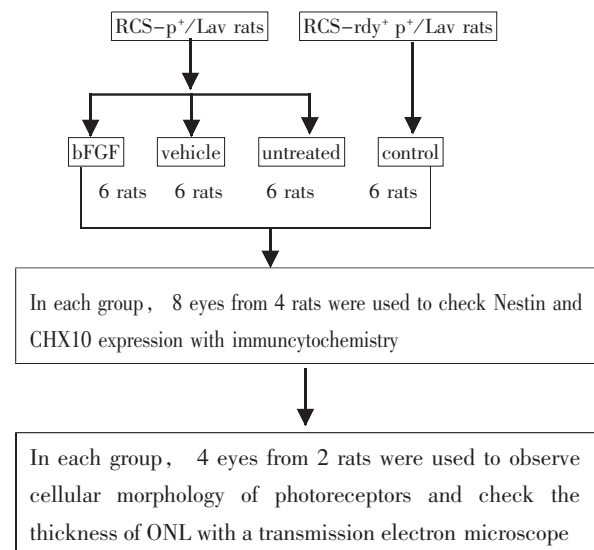 RCS-p⁺/Lav rats RCS-rdy⁺ p⁺/Lav rats
bFGF vehicle untreated control
6 rats 6 rats 6 rats 6 rats
In each group, 8 eyes from 4 rats were used to check Nestin and
CHX10 expression with immuncytochemistry
In each group, 4 eyes from 2 rats were used to observe
cellular morphology of photoreceptors and check the
thickness of ONL with a transmission electron microscope